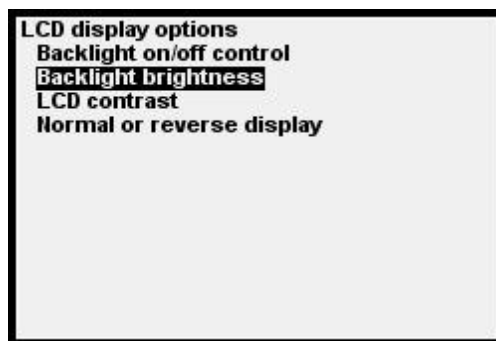 LCD display options
Backlight on/off control
Backlight brightness
LCD contrast
Normal or reverse display